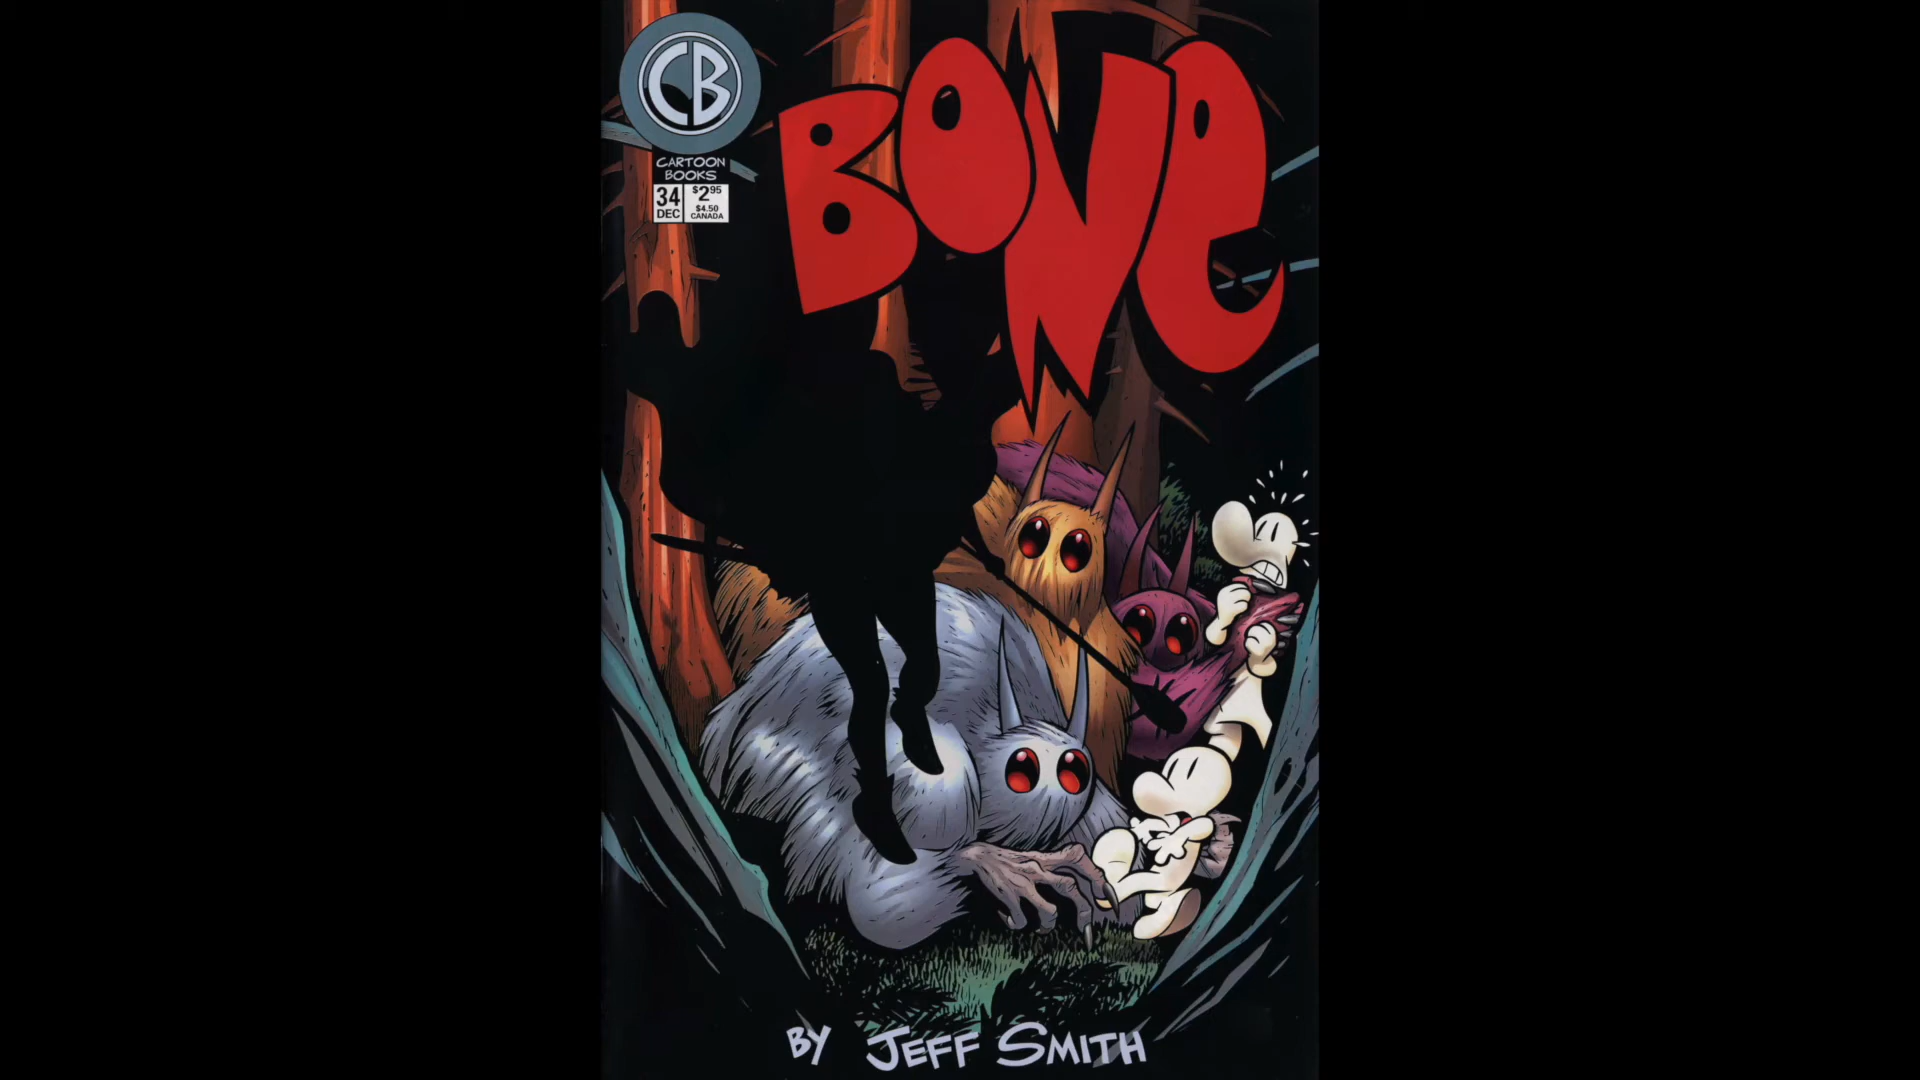 CB
CARTOON
BOOKS
34
DEC
$2.95
$4.50
CANADA
BONE
BY JEFF SMITH